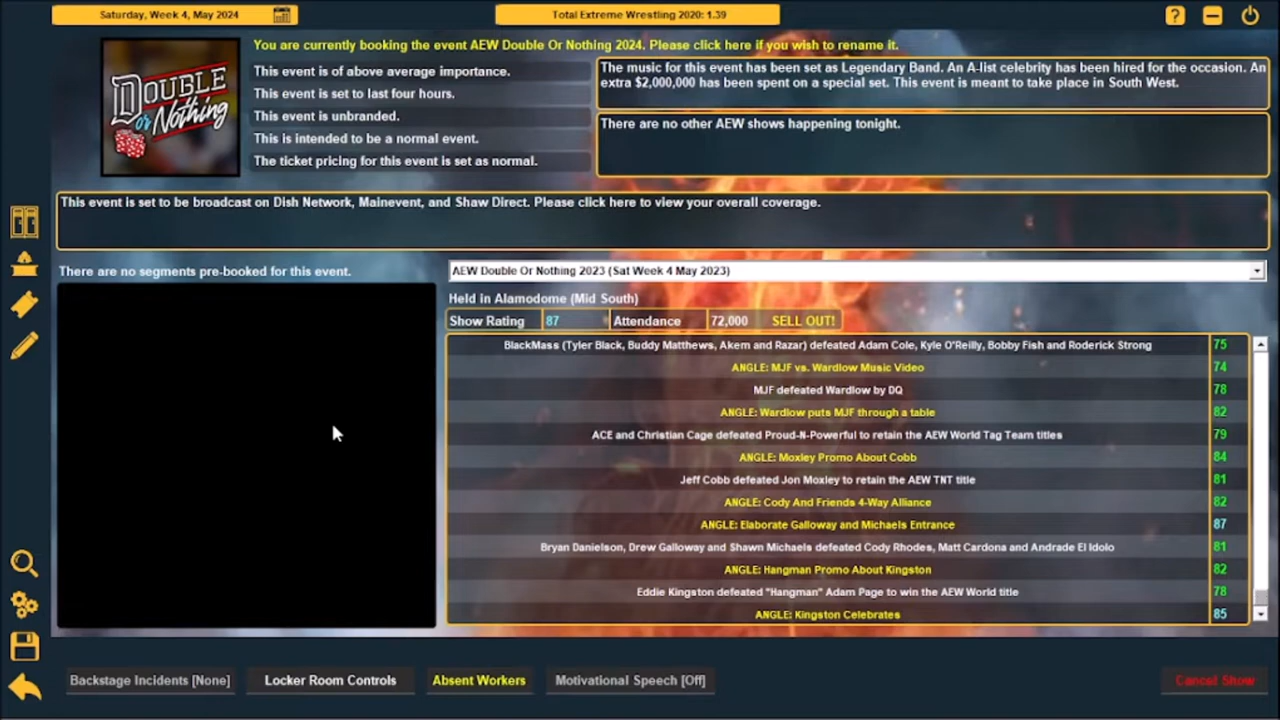 Saturday, Week 4, May 2024
Total Extreme Wrestling 2020: 1.39
?
DOUBLE
or Nothing
You are currently booking the event AEW Double Or Nothing 2024. Please click here if you wish to rename it.
This event is of above average importance.
This event is set to last four hours.
This event is unbranded.
This is intended to be a normal event.
The ticket pricing for this event is set as normal.
The music for this event has been set as Legendary Band. An A-list celebrity has been hired for the occasion. An
extra $2,000,000 has been spent on a special set. This event is meant to take place in South West.
There are no other AEW shows happening tonight.
This event is set to be broadcast on Dish Network, Mainevent, and Shaw Direct. Please click here to view your overall coverage.
There are no segments pre-booked for this event.
AEW Double Or Nothing 2023 (Sat Week 4 May 2023)
Held in Alamodome (Mid South)
Show Rating 87 Attendance 72,000 SELL OUT!
BlackMass (Tyler Black, Buddy Matthews, Akem and Razar) defeated Adam Cole, Kyle O'Reilly, Bobby Fish and Roderick Strong 75
ANGLE: MJF vs. Wardlow Music Video 74
MJF defeated Wardlow by DQ 78
ANGLE: Wardlow puts MJF through a table 82
ACE and Christian Cage defeated Proud-N-Powerful to retain the AEW World Tag Team titles 79
ANGLE: Moxley Promo About Cobb 84
Jeff Cobb defeated Jon Moxley to retain the AEW TNT title 81
ANGLE: Cody And Friends 4-Way Alliance 82
ANGLE: Elaborate Galloway and Michaels Entrance 87
Bryan Danielson, Drew Galloway and Shawn Michaels defeated Cody Rhodes, Matt Cardona and Andrade El Idolo 81
ANGLE: Hangman Promo About Kingston 82
Eddie Kingston defeated "Hangman" Adam Page to win the AEW World title 78
ANGLE: Kingston Celebrates 85
Backstage Incidents [None]
Locker Room Controls
Absent Workers
Motivational Speech [Off]
Cancel Show